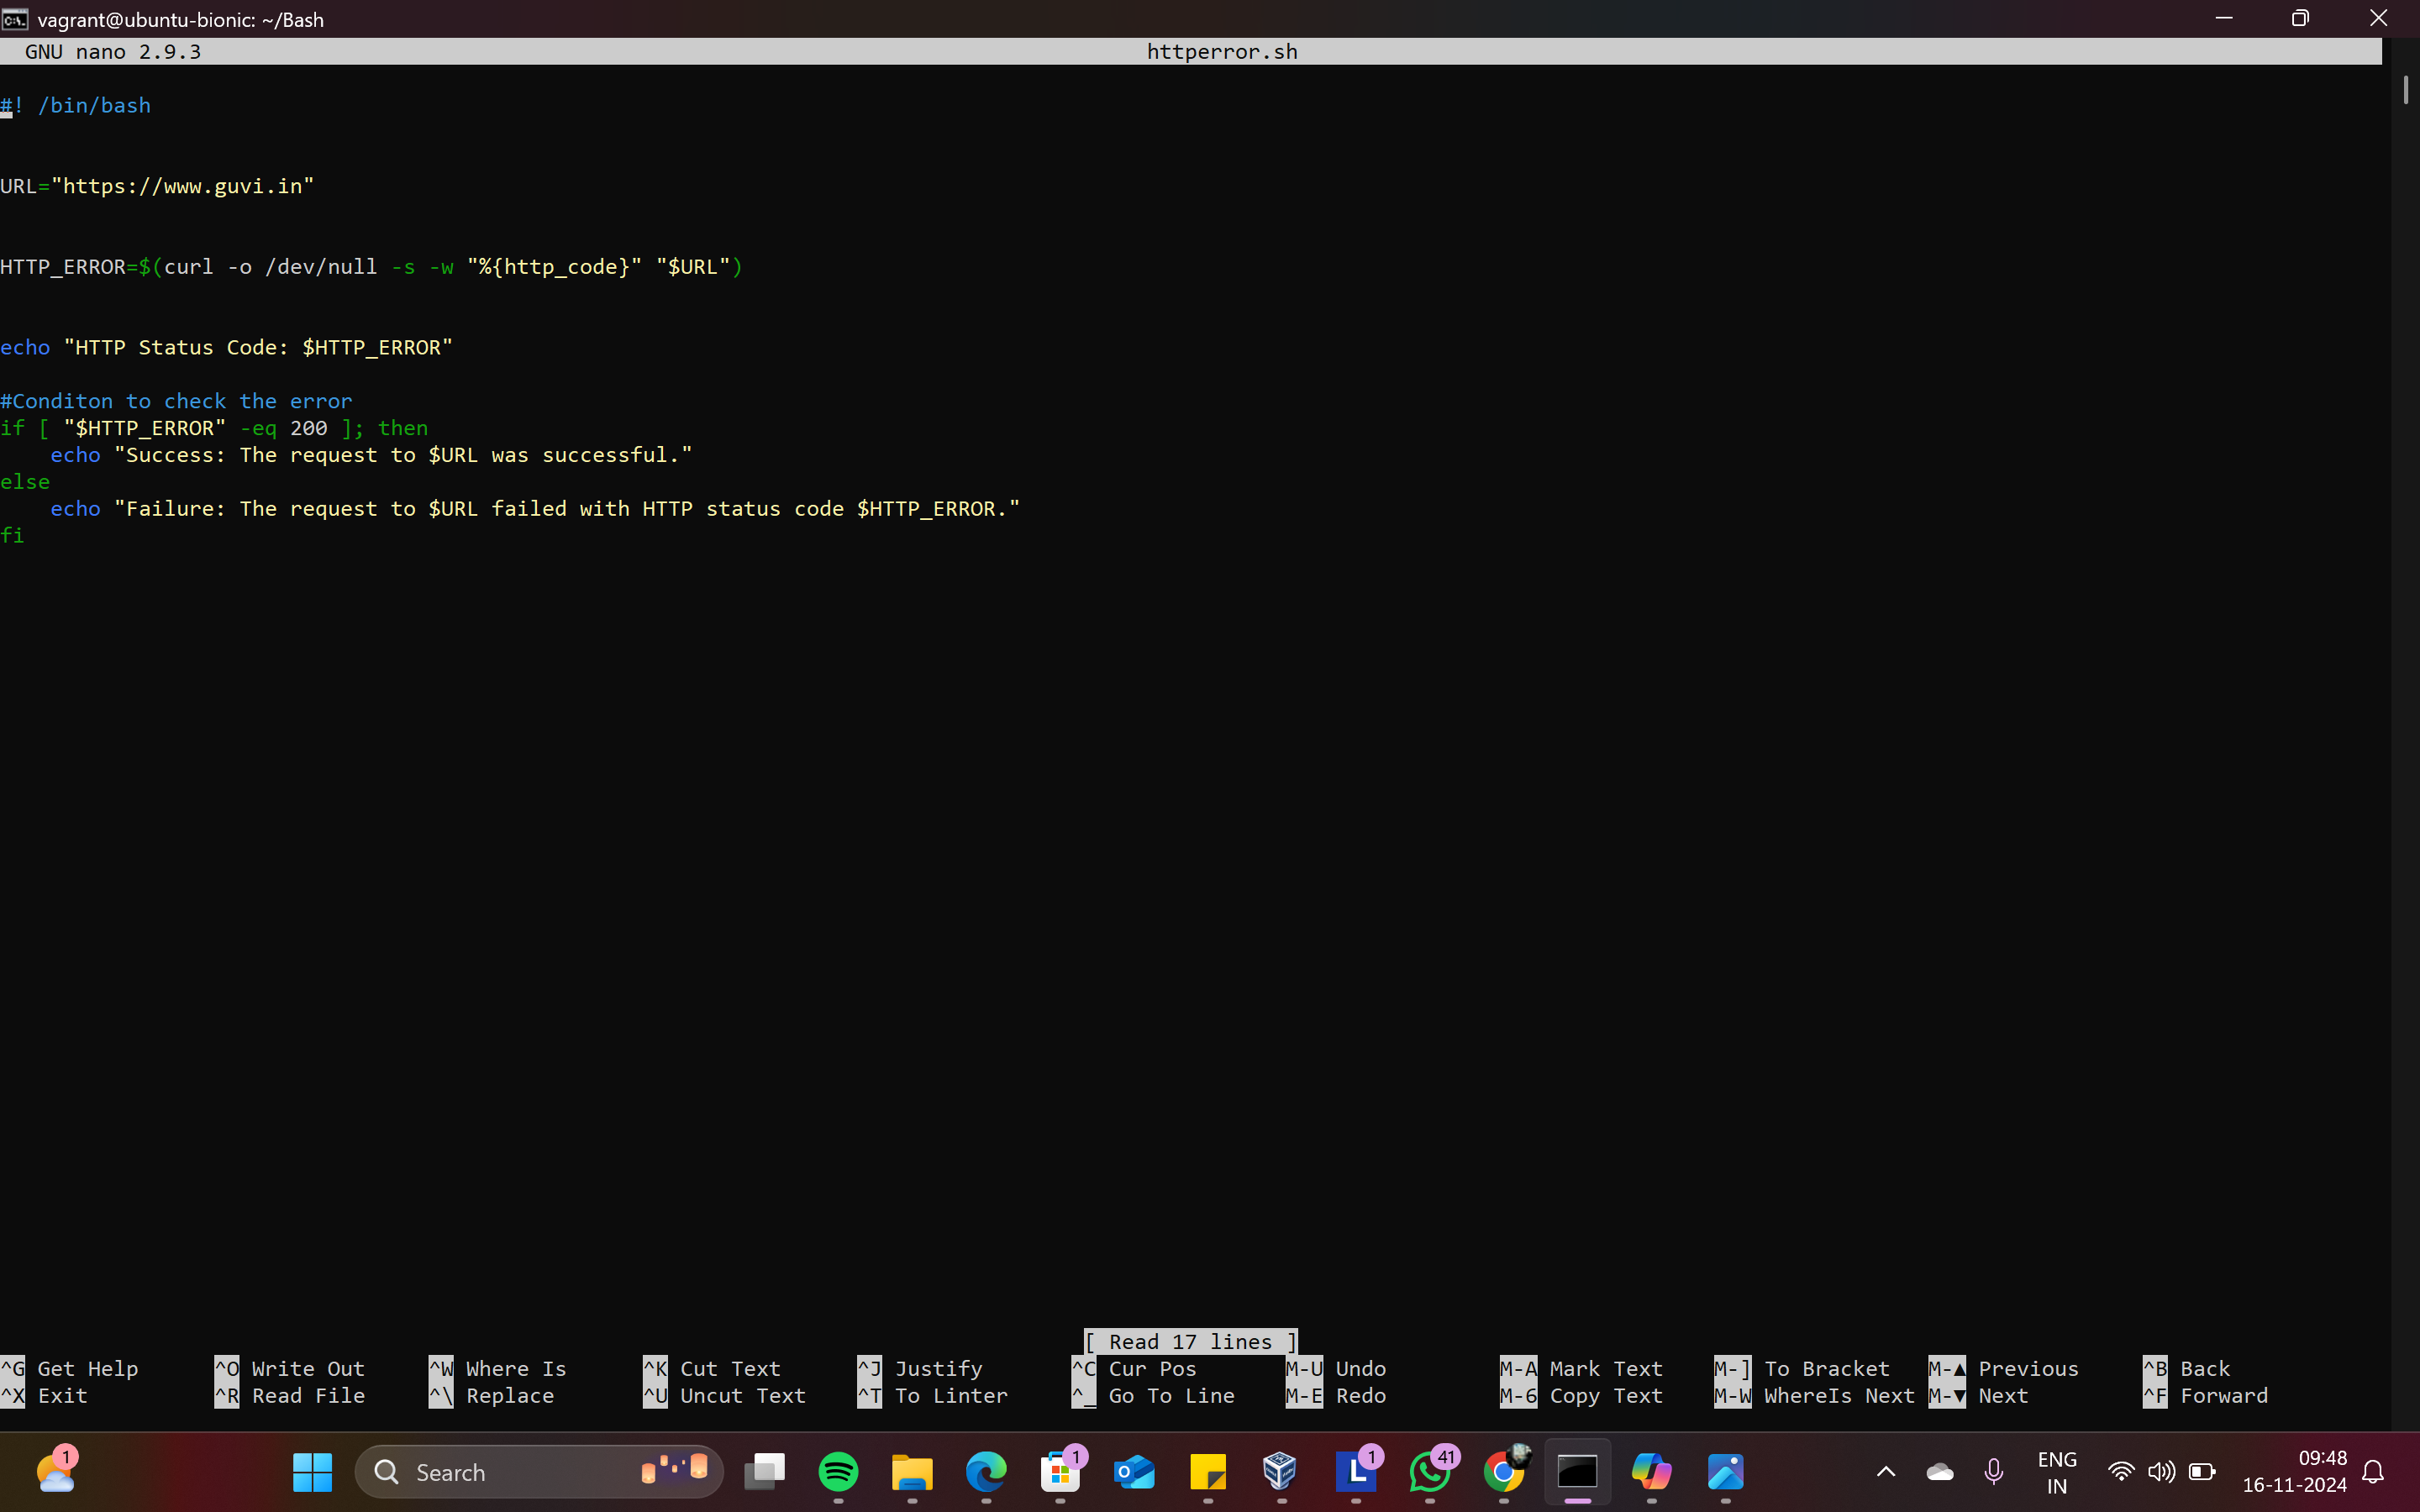 vagrant@ubuntu-bionic: ~/Bash
GNU nano 2.9.3 httperror.sh
#! /bin/bash
URL="https://www.guvi.in"
HTTP_ERROR=$(curl -o /dev/null -s -w "%{http_code}" "$URL")
echo "HTTP Status Code: $HTTP_ERROR"
#Conditon to check the error
if [ "$HTTP_ERROR" -eq 200 ]; then
    echo "Success: The request to $URL was successful."
else
    echo "Failure: The request to $URL failed with HTTP status code $HTTP_ERROR."
fi
[ Read 17 lines ]
^G Get Help ^O Write Out ^W Where Is ^K Cut Text ^J Justify ^C Cur Pos M-U Undo M-A Mark Text M-] To Bracket M-▲ Previous ^B Back
^X Exit ^R Read File ^\ Replace ^U Uncut Text ^T To Linter ^_ Go To Line M-E Redo M-6 Copy Text M-W WhereIs Next M-▼ Next ^F Forward
1 Search 1 1 41 ENG 09:48
IN 16-11-2024